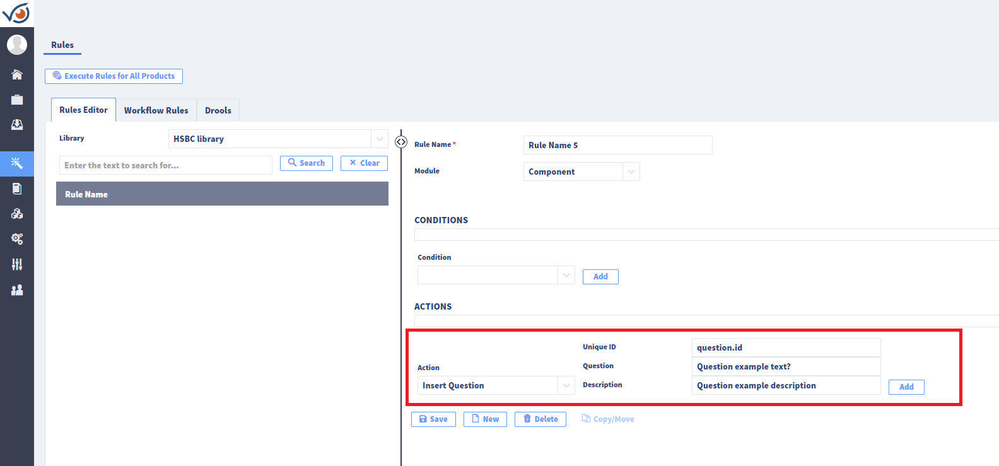 Rules
Execute Rules for All Products
Rules Editor
Workflow Rules
Drools
Library
HSBC library
Enter the text to search for...
Search
Clear
Rule Name
Rule Name *
Rule Name 5
Module
Component
CONDITIONS
Condition
Add
ACTIONS
Action
Insert Question
Unique ID
question.id
Question
Question example text?
Description
Question example description
Add
Save
New
Delete
Copy/Move